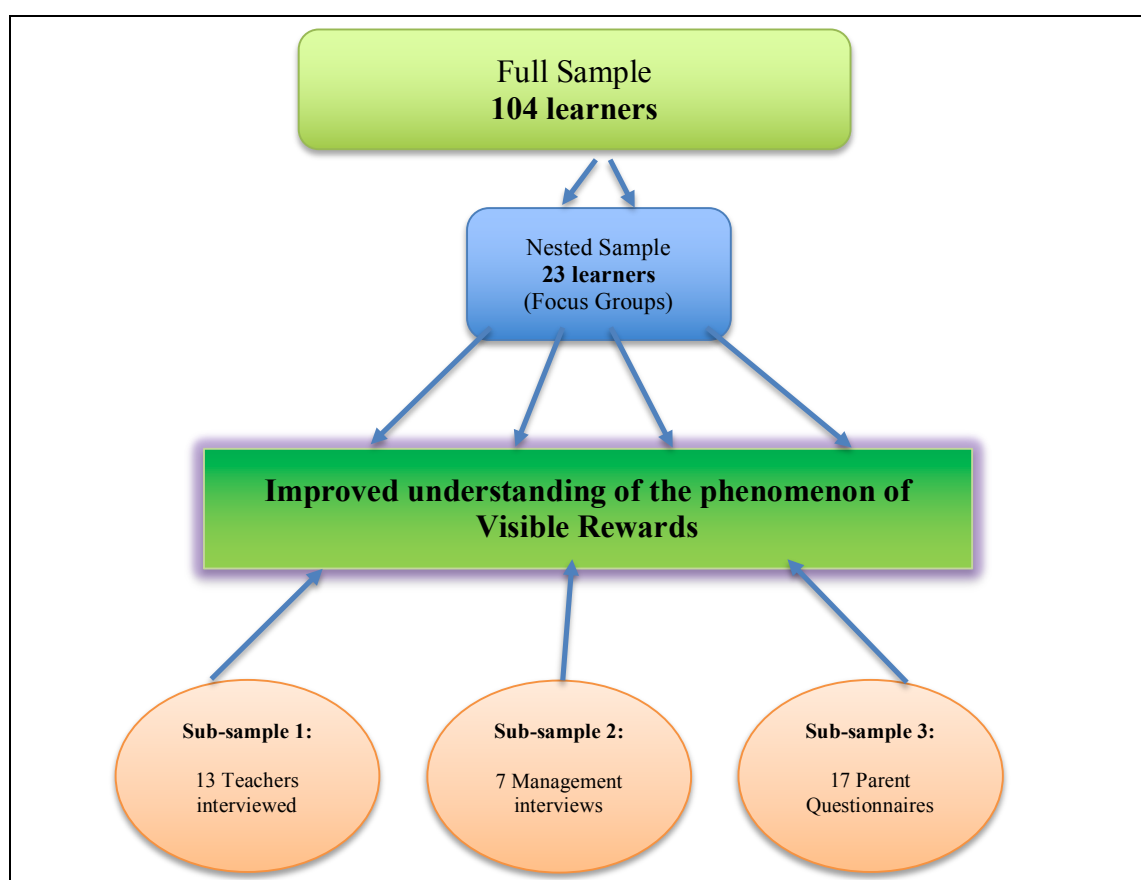 Full Sample
104 learners
Nested Sample
23 learners
(Focus Groups)
Improved understanding of the phenomenon of
Visible Rewards
Sub-sample 1:
13 Teachers
interviewed
Sub-sample 2:
7 Management
interviews
Sub-sample 3:
17 Parent
Questionnaires